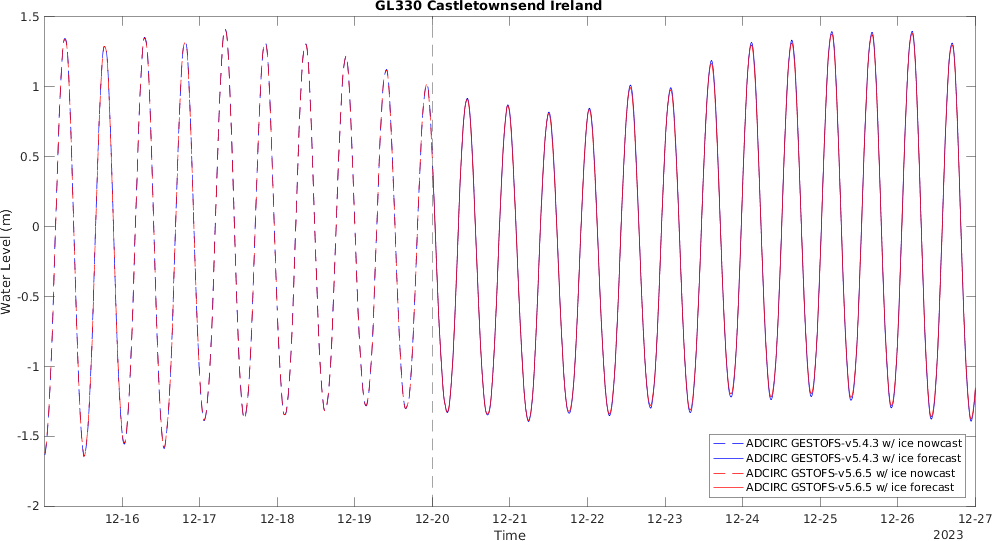 GL330 Castletownsend Ireland
1.5
1
0.5
0
-0.5
-1
-1.5
-2
Water Level (m)
12-16 12-17 12-18 12-19 12-20 12-21 12-22 12-23 12-24 12-25 12-26 12-27
Time
2023
ADCIRC GESTOFS-v5.4.3 w/ ice nowcast
ADCIRC GESTOFS-v5.4.3 w/ ice forecast
ADCIRC GSTOFS-v5.6.5 w/ ice nowcast
ADCIRC GSTOFS-v5.6.5 w/ ice forecast